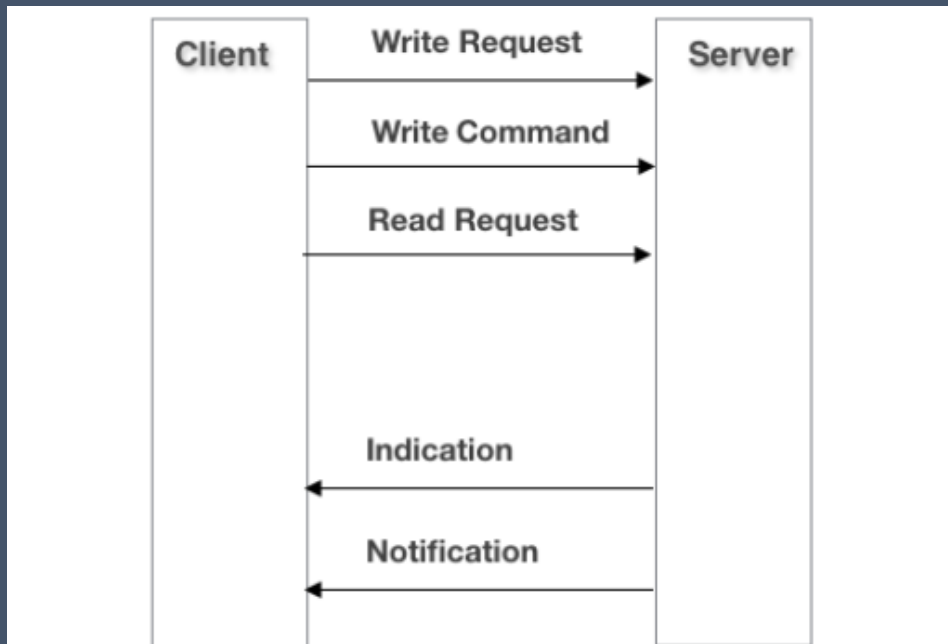 Client
Write Request
Server
Write Command
Read Request
Indication
Notification